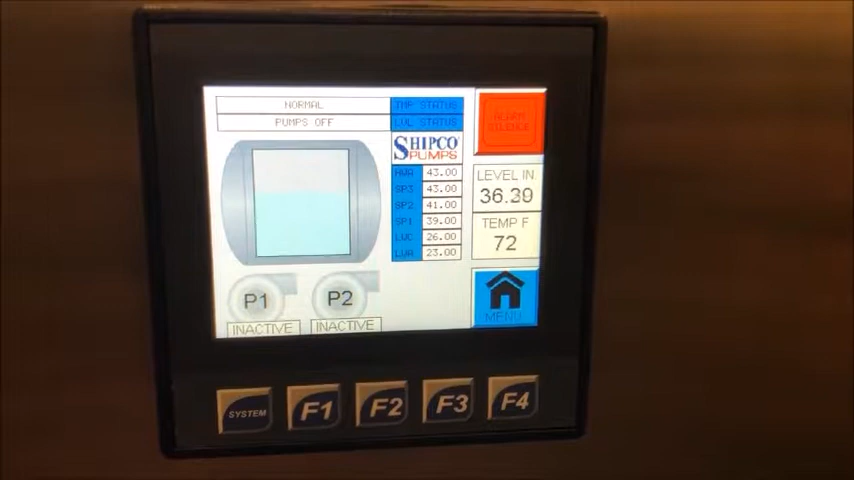 NORMAL
TMP STATUS
PUMPS OFF
LVL STATUS
ALARM
SILENCE
SHIPCO
PUMPS
HWA 43.00
SP3 43.00
SP2 41.00
SP1 39.00
LWC 26.00
LWA 23.00
LEVEL IN.
36.39
TEMP F
72
P1
P2
INACTIVE
INACTIVE
MENU
SYSTEM
F1
F2
F3
F4